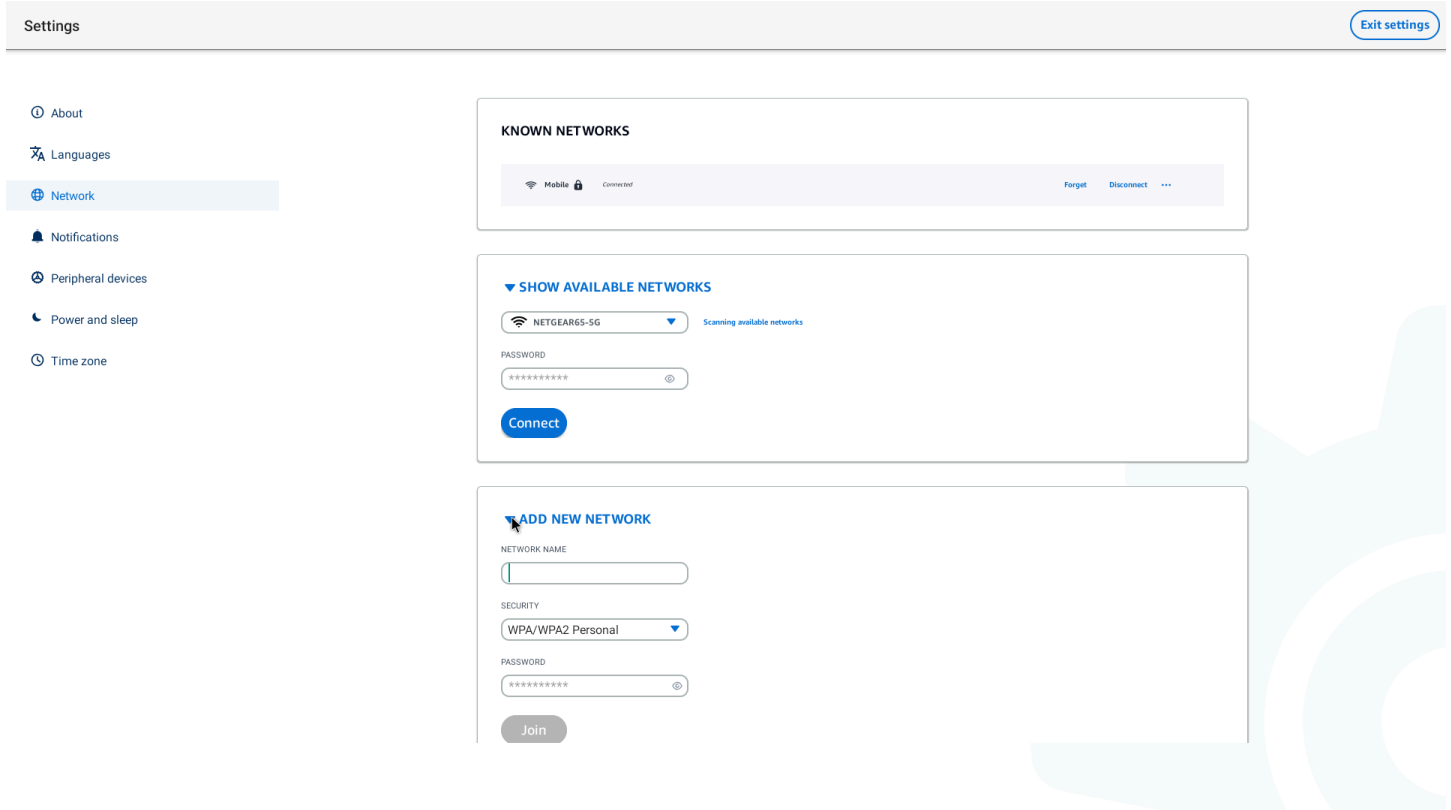 Settings
Exit settings
About
Languages
Network
Notifications
Peripheral devices
Power and sleep
Time zone
KNOWN NETWORKS
Mobile Connected Forget Disconnect ···
SHOW AVAILABLE NETWORKS
NETGEAR65-5G Scanning available networks
PASSWORD
**********
Connect
ADD NEW NETWORK
NETWORK NAME
SECURITY
WPA/WPA2 Personal
PASSWORD
**********
Join